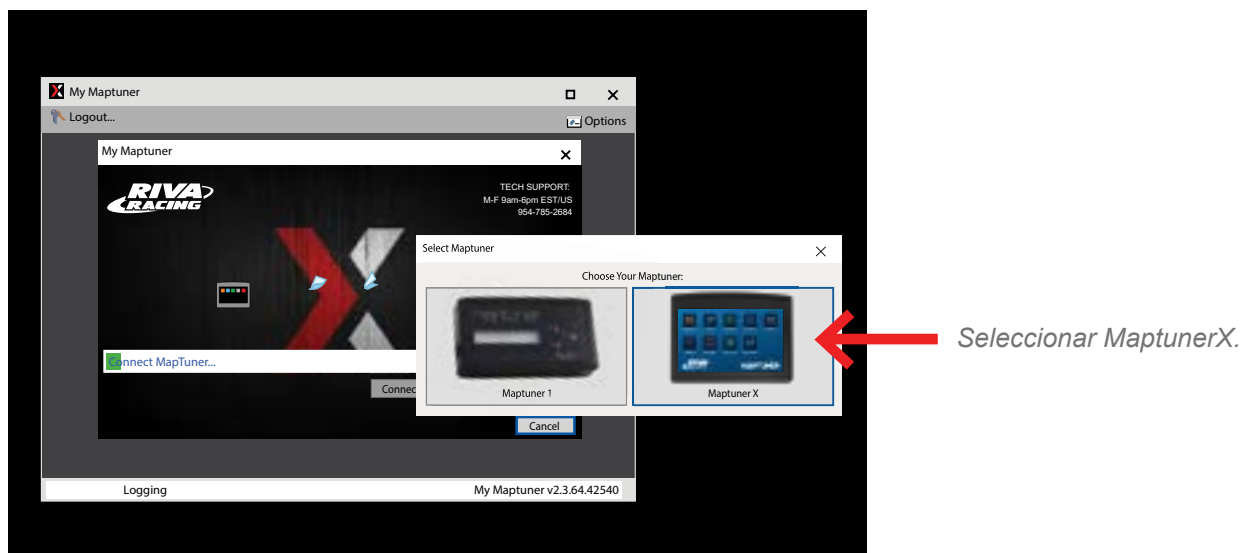 My Maptuner
Logout...
Options
My Maptuner
RIVA
RACING
TECH SUPPORT:
M-F 9am-6pm EST/US
954-785-2684
Select Maptuner
Choose Your Maptuner:
Connect MapTuner...
Maptuner 1
Maptuner X
Seleccionar MaptunerX.
Connec
Cancel
Logging
My Maptuner v2.3.64.42540